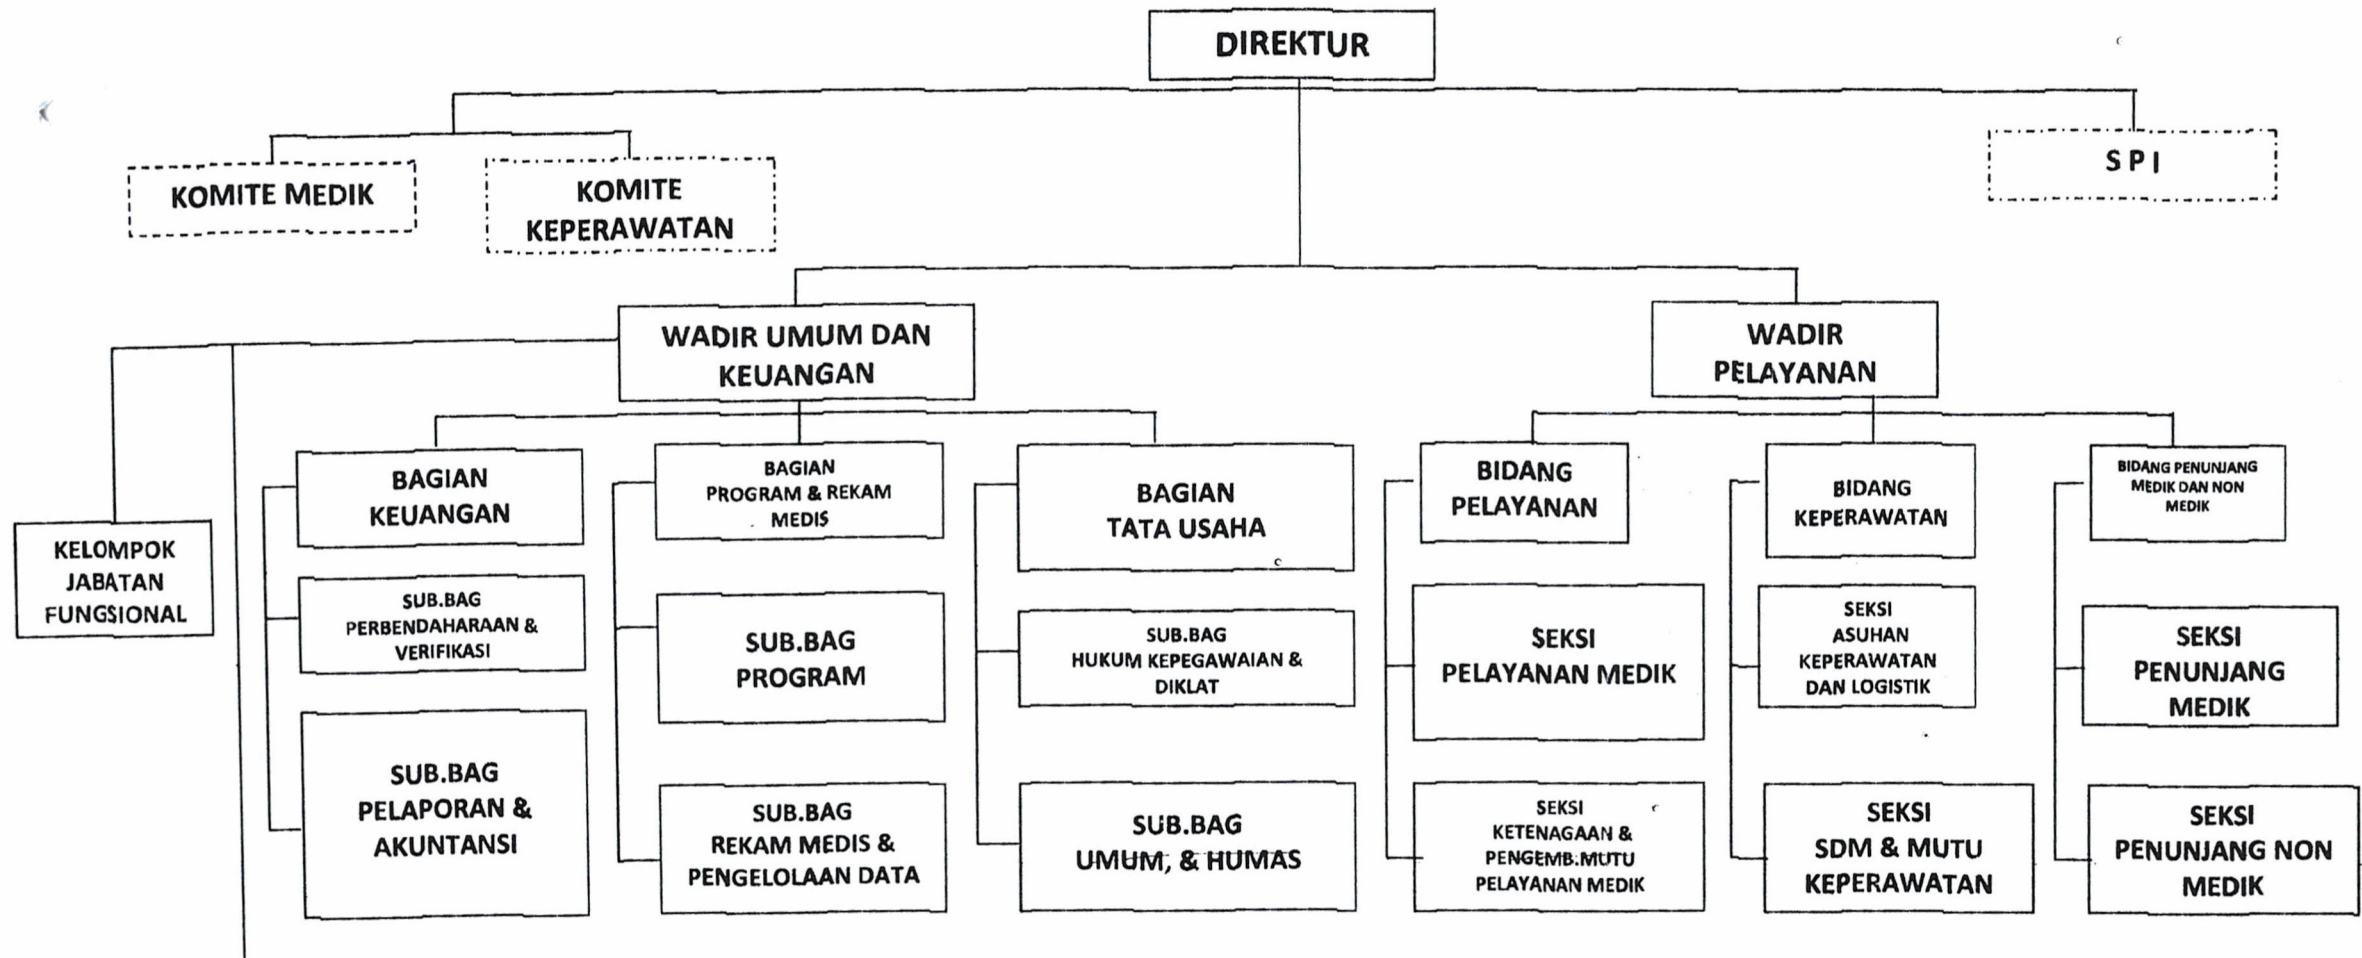 DIREKTUR
KOMITE MEDIK
KOMITE
KEPERAWATAN
S P I
WADIR UMUM DAN
KEUANGAN
WADIR
PELAYANAN
KELOMPOK
JABATAN
FUNGSIONAL
BAGIAN
KEUANGAN
SUB.BAG
PERBENDAHARAAN &
VERIFIKASI
SUB.BAG
PELAPORAN &
AKUNTANSI
BAGIAN
PROGRAM & REKAM
MEDIS
SUB.BAG
PROGRAM
SUB.BAG
REKAM MEDIS &
PENGELOLAAN DATA
BAGIAN
TATA USAHA
SUB.BAG
HUKUM KEPEGAWAIAN &
DIKLAT
SUB.BAG
UMUM, & HUMAS
BIDANG
PELAYANAN
SEKSI
PELAYANAN MEDIK
SEKSI
KETENAGAAN &
PENGEMB.MUTU
PELAYANAN MEDIK
BIDANG
KEPERAWATAN
SEKSI
ASUHAN
KEPERAWATAN
DAN LOGISTIK
SEKSI
SDM & MUTU
KEPERAWATAN
BIDANG PENUNJANG
MEDIK DAN NON
MEDIK
SEKSI
PENUNJANG
MEDIK
SEKSI
PENUNJANG NON
MEDIK